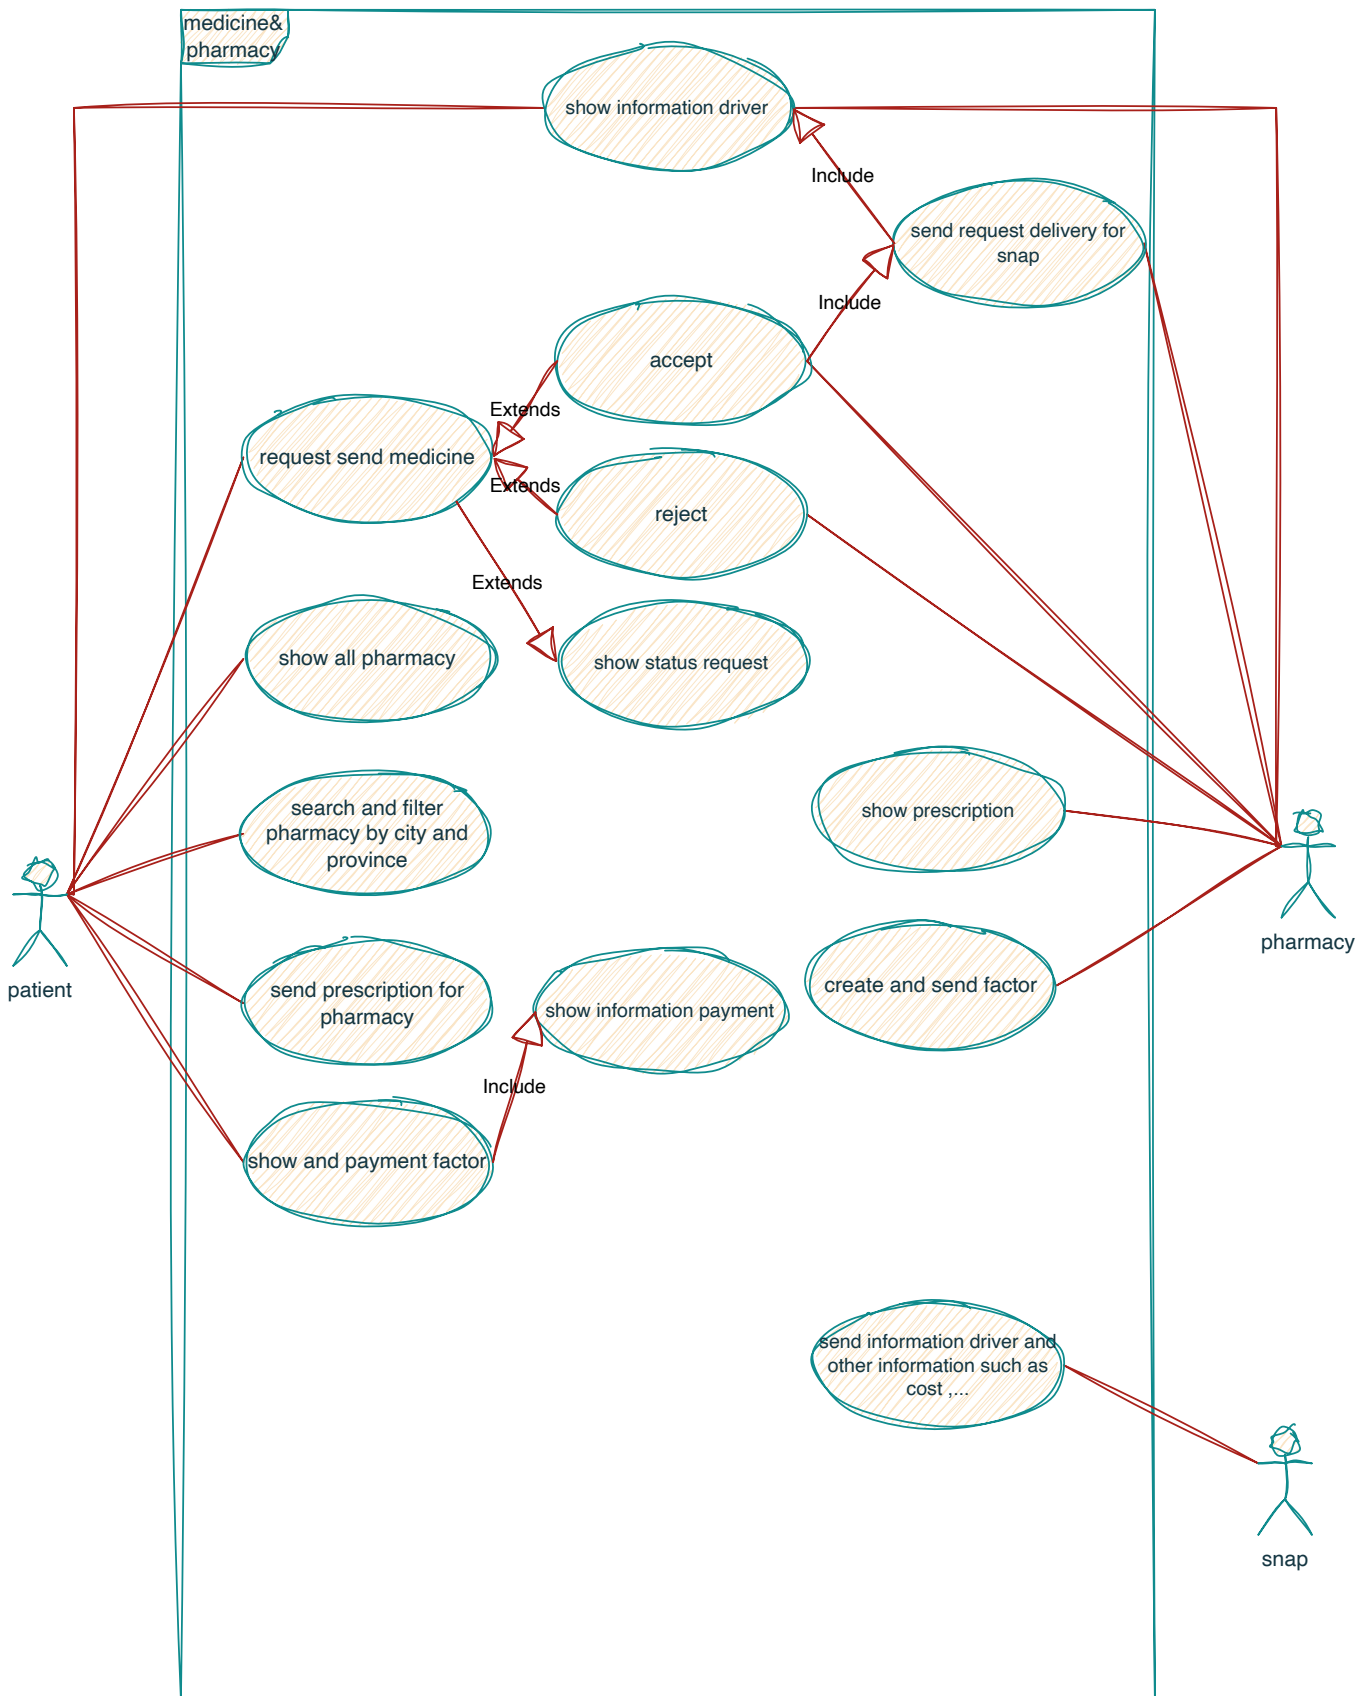 medicine&
pharmacy
show information driver
Include
send request delivery for
snap
Include
accept
Extends
request send medicine
Extends
reject
Extends
show all pharmacy
show status request
search and filter
pharmacy by city and
province
show prescription
patient
pharmacy
send prescription for
pharmacy
show information payment
create and send factor
Include
show and payment factor
send information driver and
other information such as
cost ,...
snap